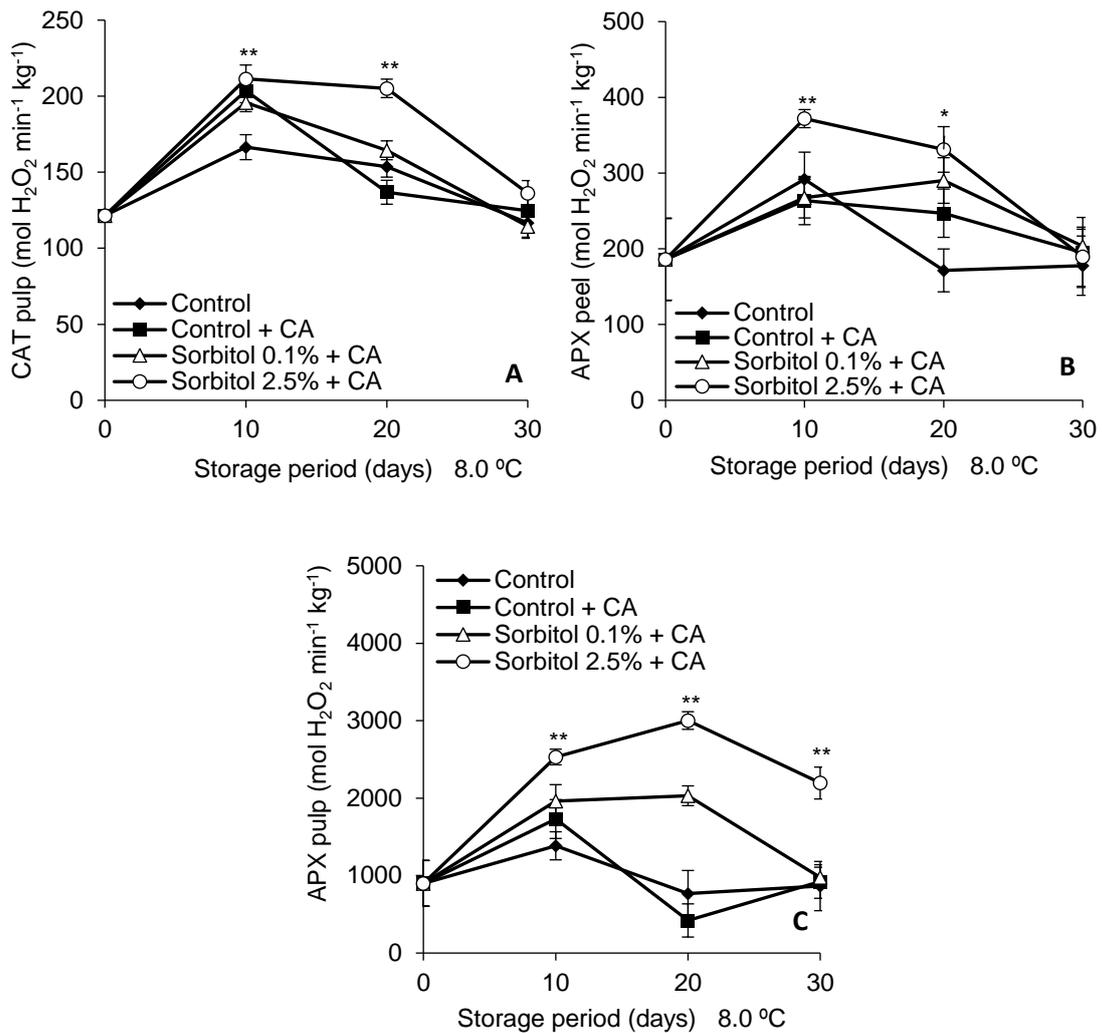 CAT pulp (mol H₂O₂ min⁻¹ kg⁻¹)
250
200
150
100
50
0
**
**
Control
Control + CA
Sorbitol 0.1% + CA
Sorbitol 2.5% + CA
A
0 10 20 30
Storage period (days) 8.0 ⁰C
APX peel (mol H₂O₂ min⁻¹ kg⁻¹)
500
400
300
200
100
0
**
*
Control
Control + CA
Sorbitol 0.1% + CA
Sorbitol 2.5% + CA
B
0 10 20 30
Storage period (days) 8.0 ⁰C
APX pulp (mol H₂O₂ min⁻¹ kg⁻¹)
5000
4000
3000
2000
1000
0
Control
Control + CA
Sorbitol 0.1% + CA
Sorbitol 2.5% + CA
**
**
**
C
0 10 20 30
Storage period (days) 8.0 ⁰C